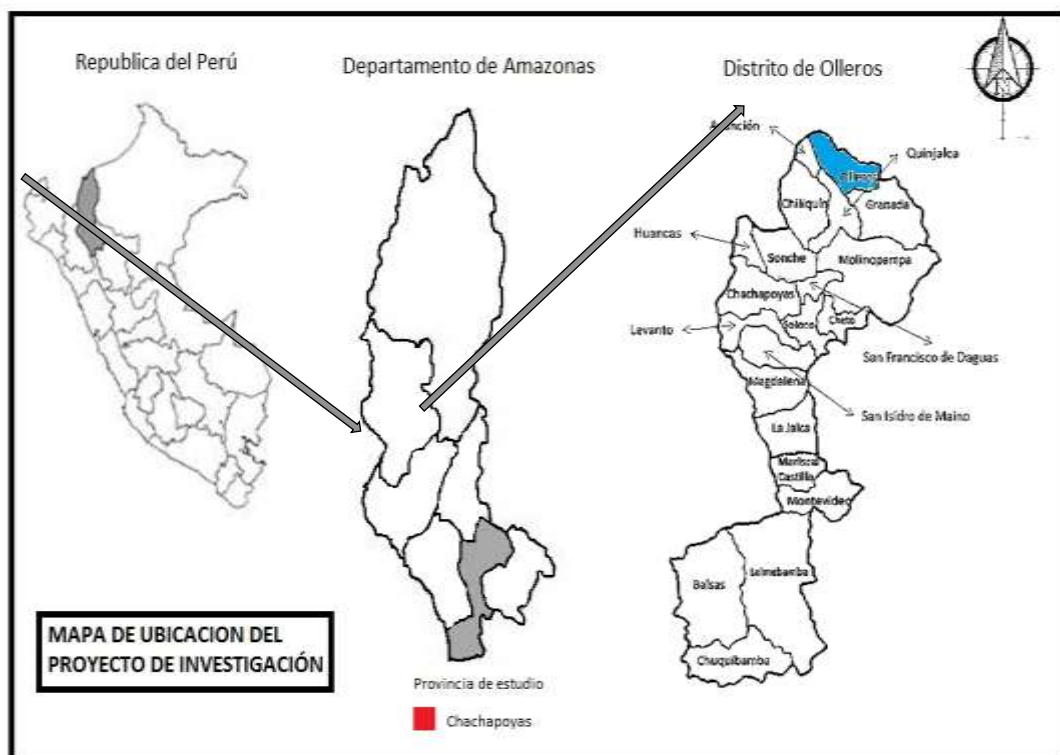 Republica del Perú
Departamento de Amazonas
Distrito de Olleros
N
Asunción
Quinjalca
Olleros
Chiliquín
Granada
Huancas
Sonche
Molinopampa
Chachapoyas
Levanto
Soloco
Cheto
San Francisco de Daguas
Magdalena
San Isidro de Maino
La Jalca
Mariscal
Castilla
Montevideo
Balsas
Leimebamba
Chuquibamba
MAPA DE UBICACION DEL
PROYECTO DE INVESTIGACIÓN
Provincia de estudio
Chachapoyas